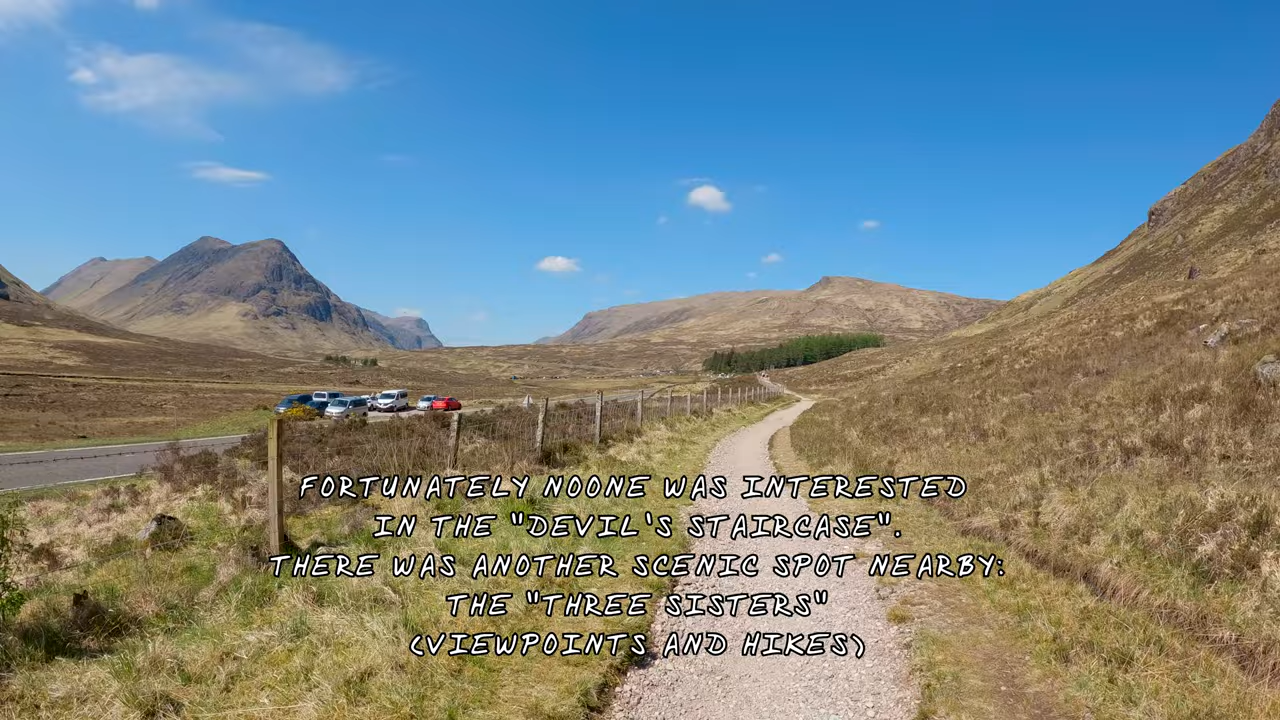 FORTUNATELY NOONE WAS INTERESTED
IN THE "DEVIL'S STAIRCASE".
THERE WAS ANOTHER SCENIC SPOT NEARBY:
THE "THREE SISTERS"
(VIEWPOINTS AND HIKES)